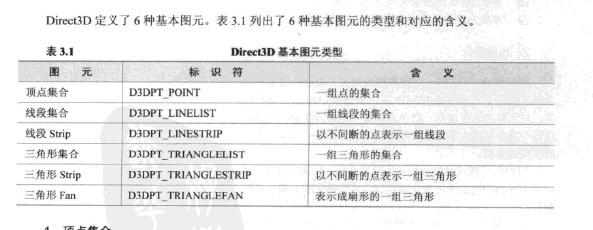 Direct3D 定义了 6 种基本图元。表 3.1 列出了 6 种基本图元的类型和对应的含义。
表 3.1 Direct3D 基本图元类型
图 元 标 识 符 含 义
顶点集合 D3DPT_POINT 一组点的集合
线段集合 D3DPT_LINELIST 一组线段的集合
线段 Strip D3DPT_LINESTRIP 以不间断的点表示一组线段
三角形集合 D3DPT_TRIANGLELIST 一组三角形的集合
三角形 Strip D3DPT_TRIANGLESTRIP 以不间断的点表示一组三角形
三角形 Fan D3DPT_TRIANGLEFAN 表示成扇形的一组三角形
1. 顶点集合